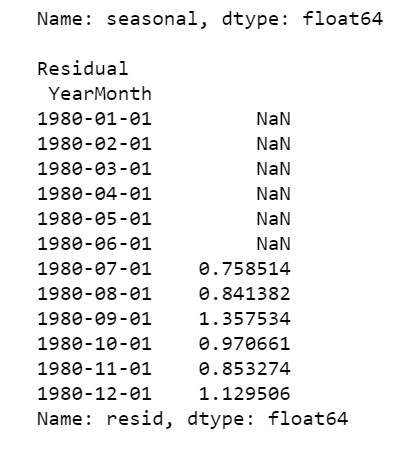 Name: seasonal, dtype: float64
Residual
YearMonth
1980-01-01 NaN
1980-02-01 NaN
1980-03-01 NaN
1980-04-01 NaN
1980-05-01 NaN
1980-06-01 NaN
1980-07-01 0.758514
1980-08-01 0.841382
1980-09-01 1.357534
1980-10-01 0.970661
1980-11-01 0.853274
1980-12-01 1.129506
Name: resid, dtype: float64